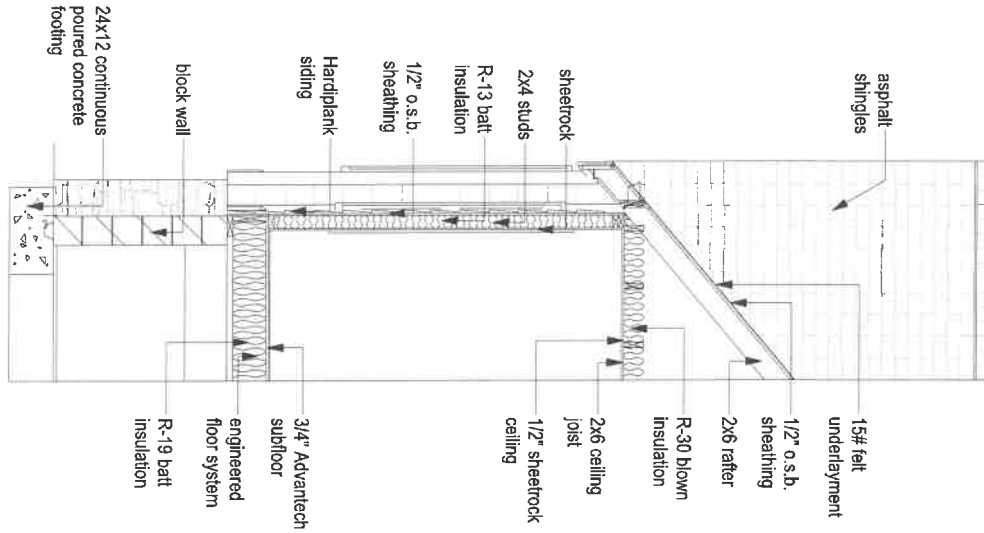 asphalt
shingles
sheetrock
2x4 studs
R-13 batt
insulation
1/2" o.s.b.
sheathing
Hardiplank
siding
block wall
24x12 continuous
poured concrete
footing
15# felt
underlayment
1/2" o.s.b.
sheathing
2x6 rafter
R-30 blown
insulation
2x6 ceiling
joist
1/2" sheetrock
ceiling
3/4" Advantech
subfloor
engineered
floor system
R-19 batt
insulation